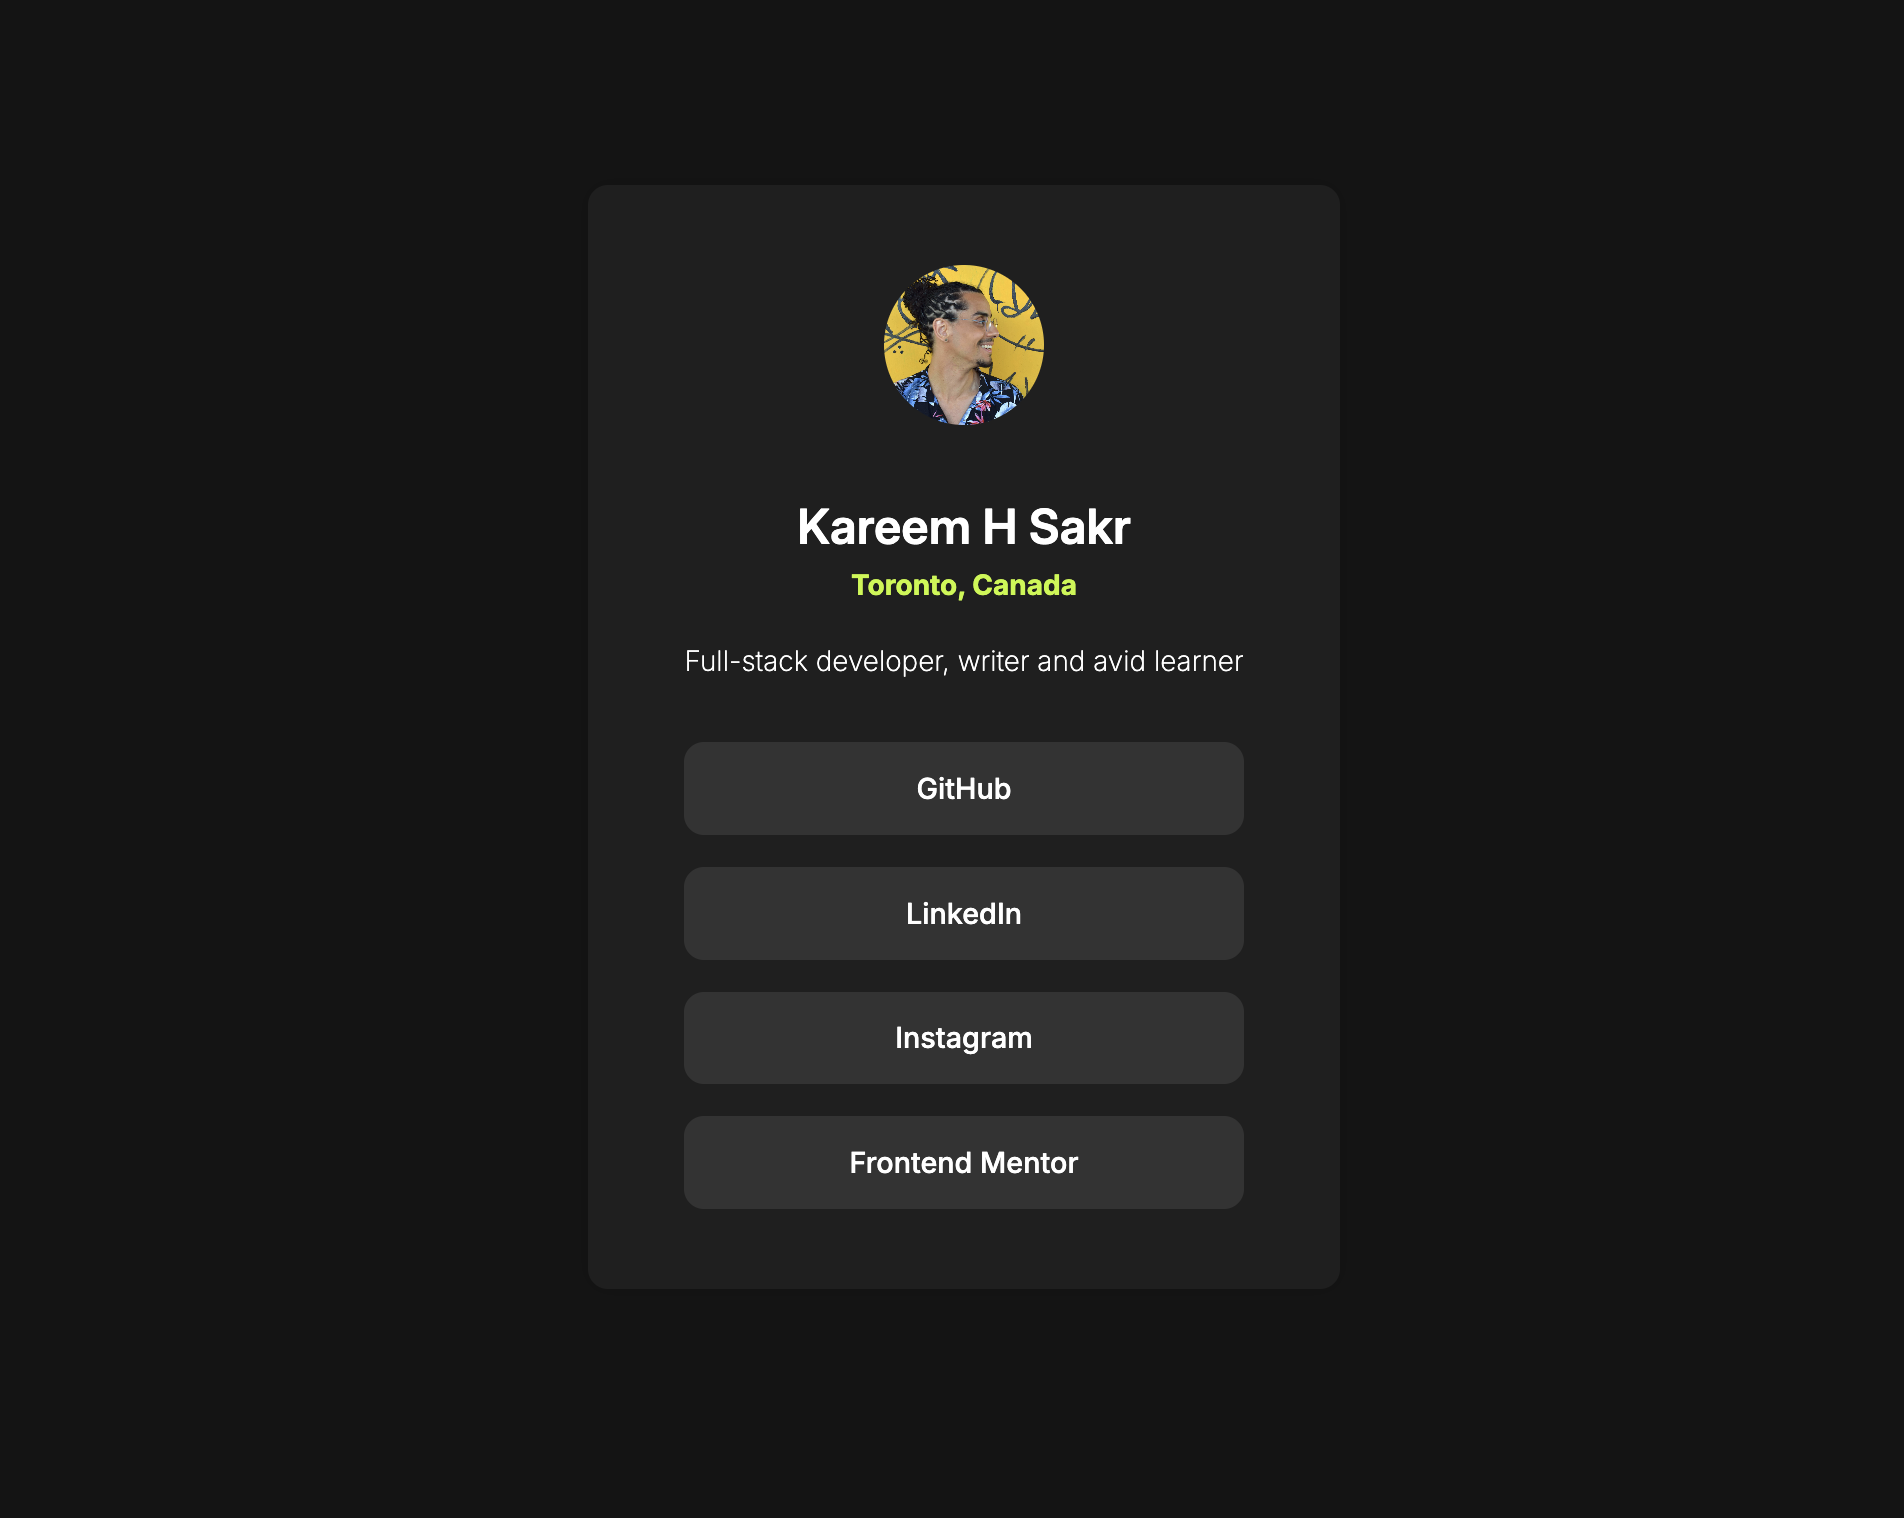 Kareem H Sakr
Toronto, Canada
Full-stack developer, writer and avid learner
GitHub
LinkedIn
Instagram
Frontend Mentor